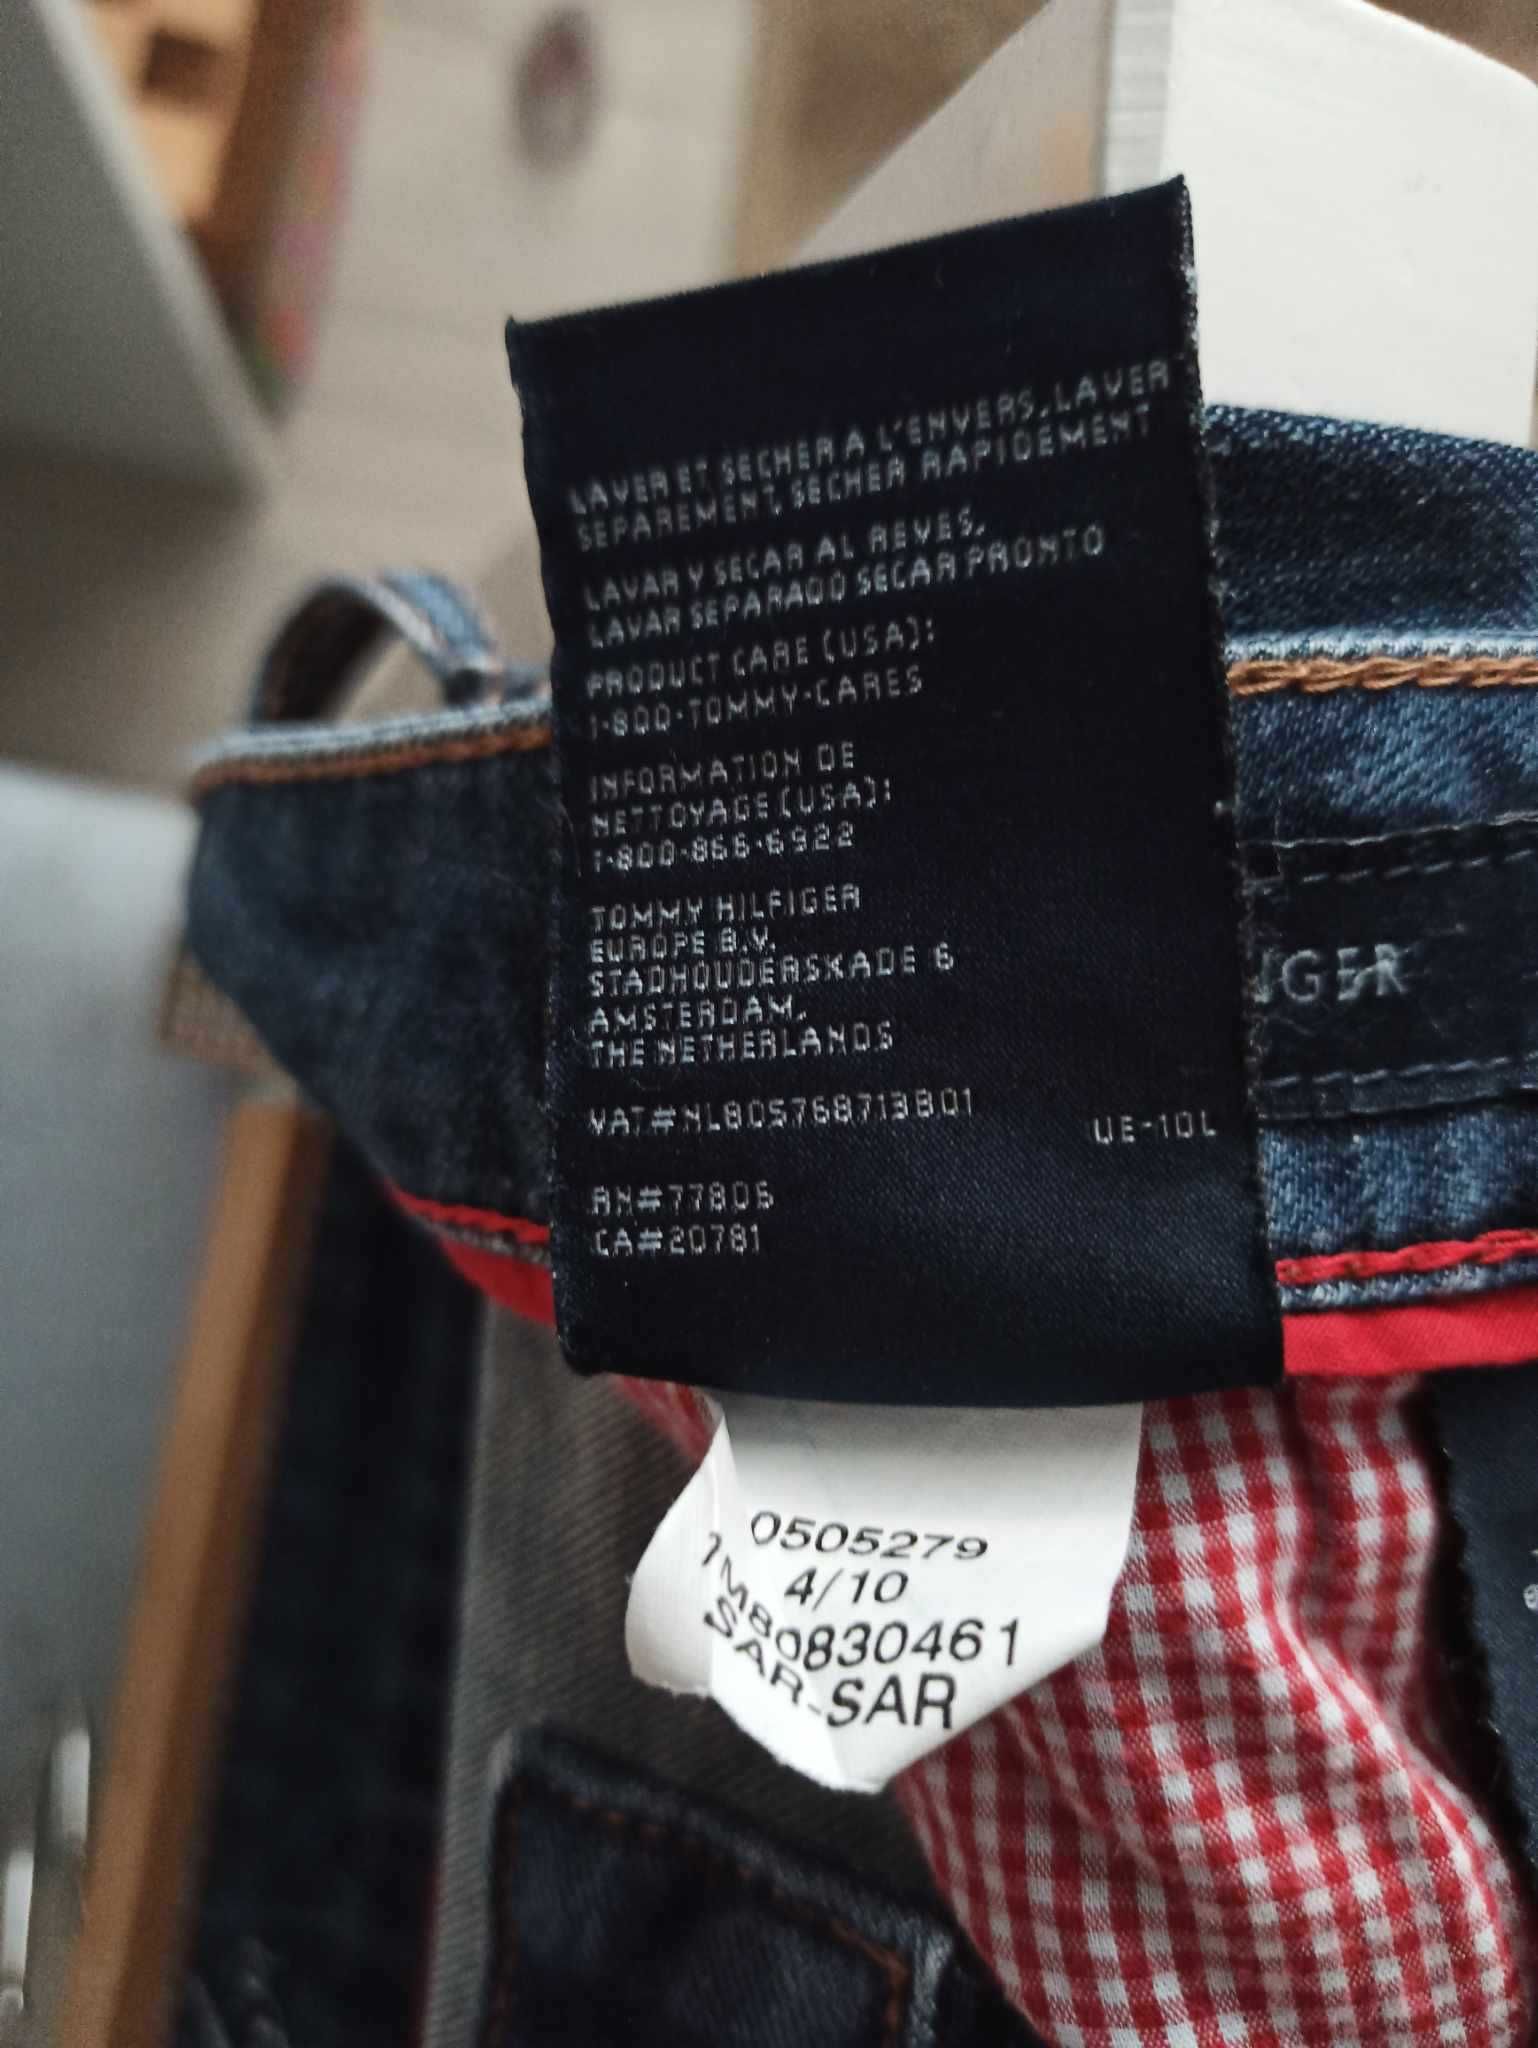 LAVER ET SECHER A L'ENVERS. LAVER
SEPAREMENT. SECHER RAPIDEMENT
LAVAR Y SECAR AL REVES.
LAVAR SEPARADO SECAR PRONTO
PRODUCT CARE (USA):
1-800-TOMMY-CARES
INFORMATION DE
NETTOYAGE (USA):
1-800-866-6922
TOMMY HILFIGER
EUROPE B.V.
STADHOUDERSKADE 6
AMSTERDAM,
THE NETHERLANDS
VAT#NL805768713B01
UE-10L
RN#77806
CA#20781
GER
0505279
4/10
1M80830461
SAR-SAR